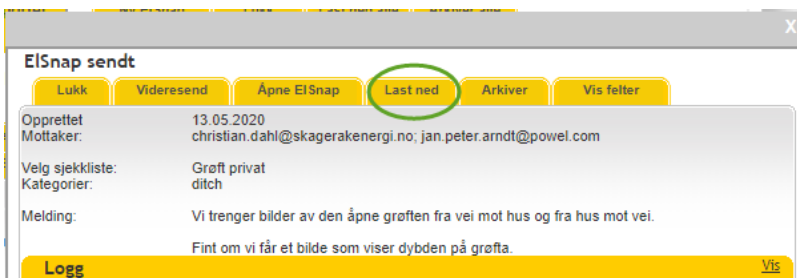 X
ElSnap sendt
Lukk Videresend Åpne ElSnap Last ned Arkiver Vis felter
Opprettet 13.05.2020
Mottaker: christian.dahl@skagerakenergi.no; jan.peter.arndt@powel.com
Velg sjekkliste: Grøft privat
Kategorier: ditch
Melding: Vi trenger bilder av den åpne grøften fra vei mot hus og fra hus mot vei.
Fint om vi får et bilde som viser dybden på grøfta.
Logg Vis